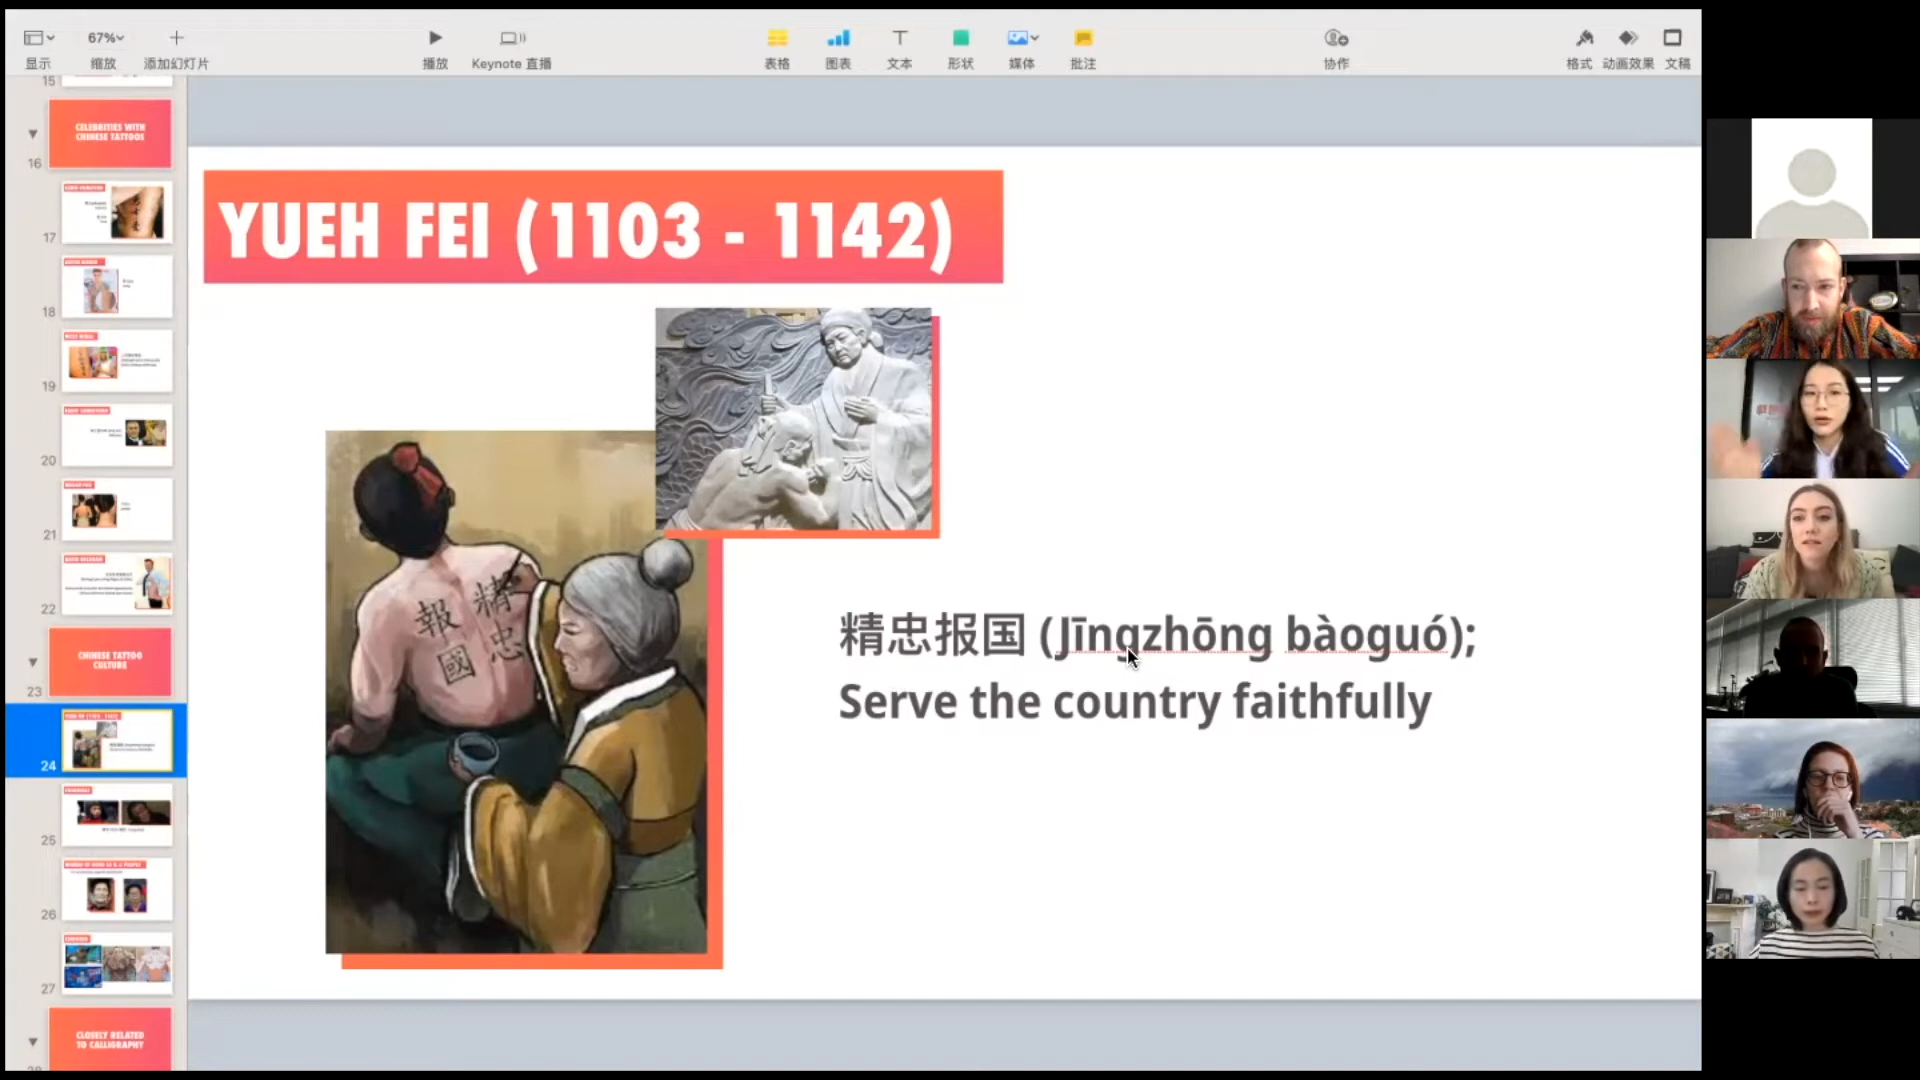 67%
显示
缩放
添加幻灯片
播放
Keynote 直播
表格
图表
文本
形状
媒体
批注
协作
格式
动画效果
文稿
15
CELEBRITIES WITH
CHINESE TATTOOS
16
17
18
19
20
21
22
CHINESE TATTOO
CULTURE
23
YUEH FEI (1103 - 1142)
24
25
26
27
CLOSELY RELATED
TO CALLIGRAPHY
YUEH FEI (1103 - 1142)
精忠
報國
精忠报国 (Jīngzhōng bàoguó);
Serve the country faithfully